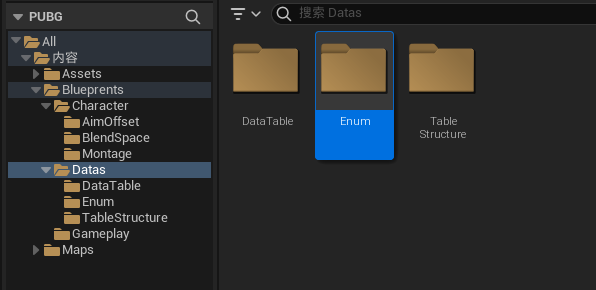 PUBG
All
内容
Assets
Blueprents
Character
AimOffset
BlendSpace
Montage
Datas
DataTable
Enum
TableStructure
Gameplay
Maps
搜索 Datas
DataTable
Enum
Table
Structure